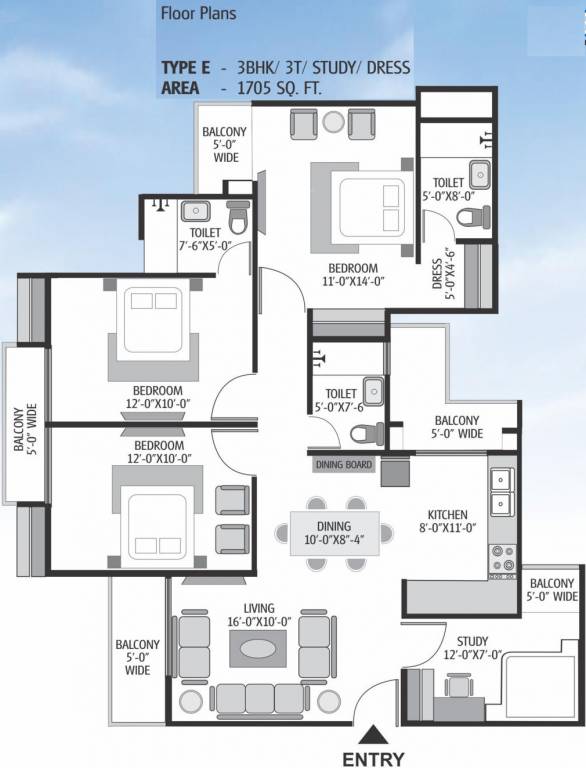 Floor Plans
TYPE E - 3BHK/ 3T/ STUDY/ DRESS
AREA - 1705 SQ. FT.
BALCONY
5'-0"
WIDE
TOILET
5'-0"X8'-0"
TOILET
7'-6"X5'-0"
BEDROOM
11'-0"X14'-0"
DRESS
5'-0"X4'-6"
BEDROOM
12'-0"X10'-0"
TOILET
5'-0"X7'-6
BALCONY
5'-0" WIDE
BALCONY
5'-0" WIDE
BEDROOM
12'-0"X10'-0"
DINING BOARD
DINING
10'-0"X8'-4"
KITCHEN
8'-0"X11'-0"
BALCONY
5'-0" WIDE
LIVING
16'-0"X10'-0"
BALCONY
5'-0"
WIDE
STUDY
12'-0"X7'-0"
ENTRY